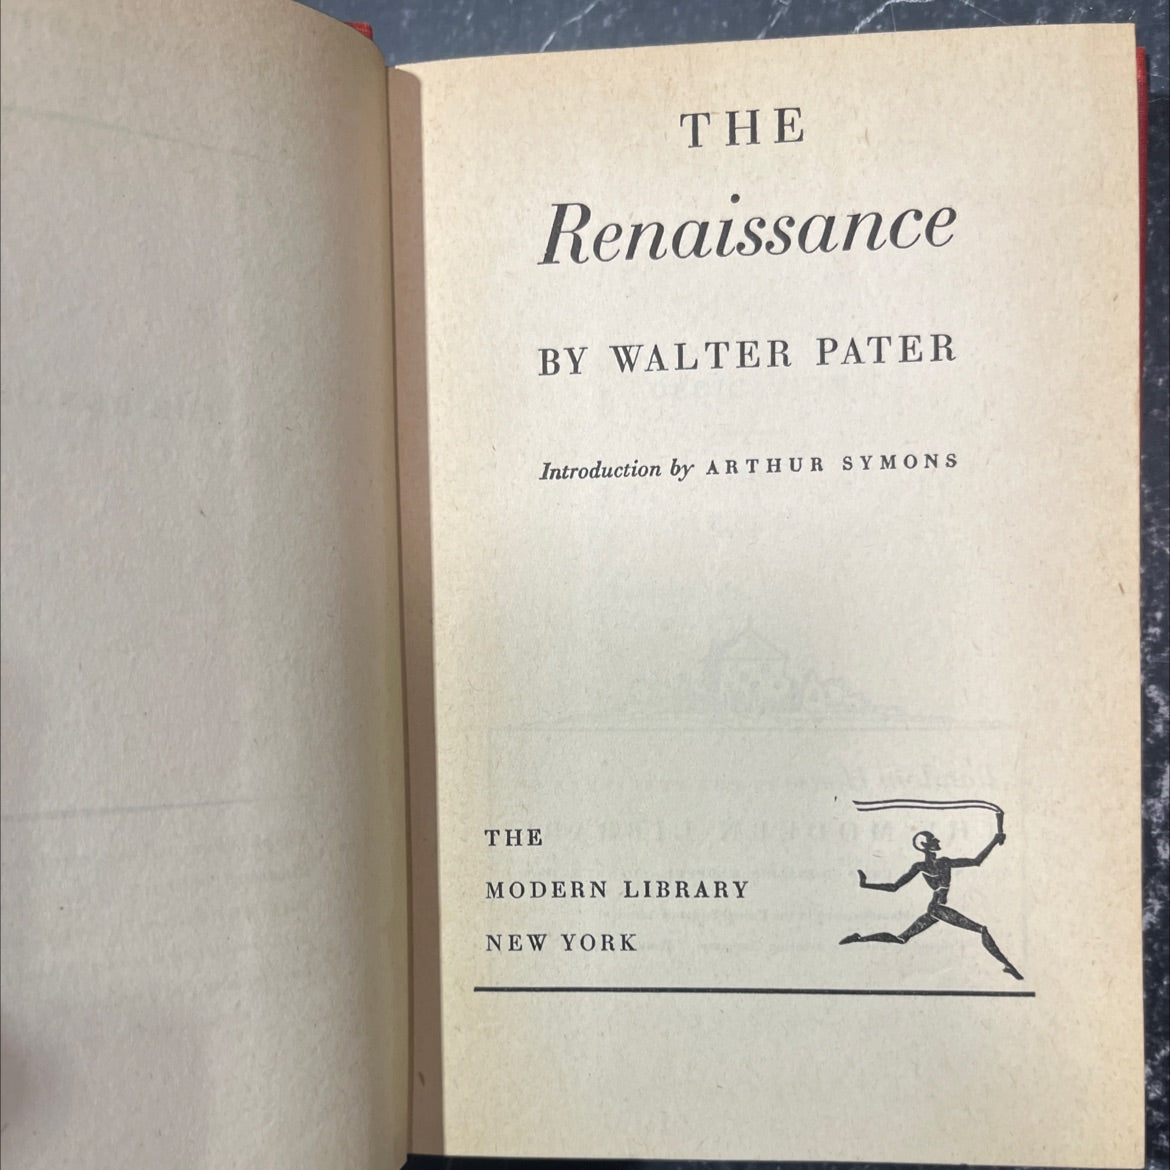 THE
Renaissance
BY WALTER PATER
Introduction by ARTHUR SYMONS
THE
MODERN LIBRARY
NEW YORK